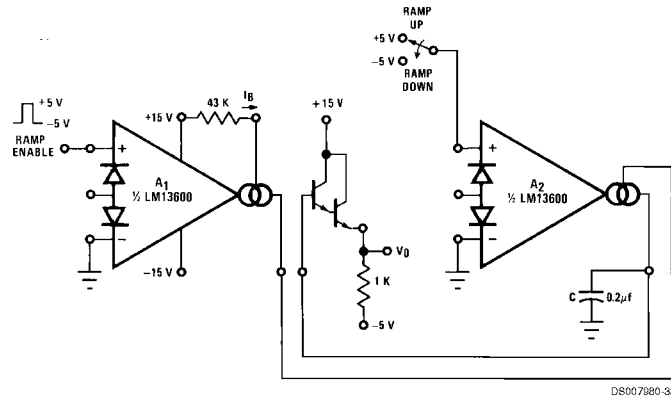 RAMP
UP
+5 V
-5 V
RAMP
DOWN
+5 V
-5 V
RAMP
ENABLE
+
-
A1
½ LM13600
+15 V
43 K
IB
-15 V
+15 V
VO
1 K
-5 V
+
-
A2
½ LM13600
C
0.2µf
DS007980-3